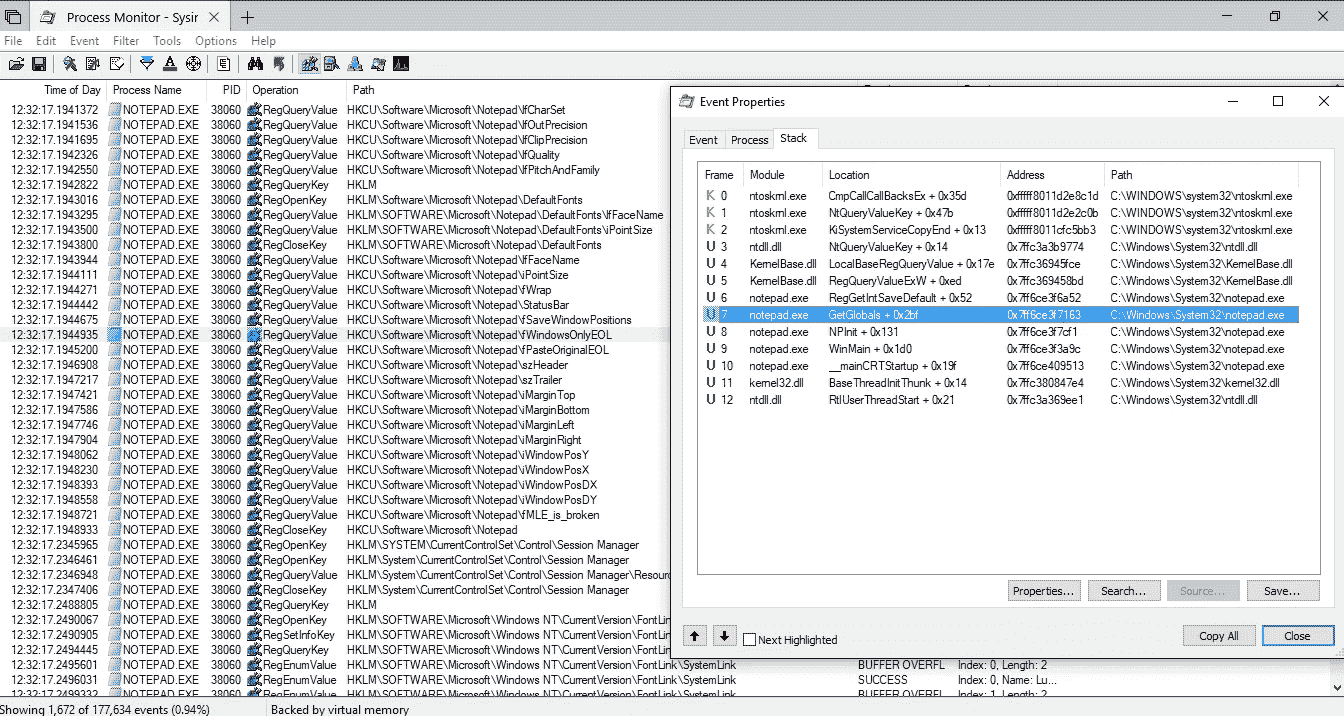 Process Monitor - Sysir
File Edit Event Filter Tools Options Help
Time of Day Process Name PID Operation Path
12:32:17.1941372 NOTEPAD.EXE 38060 RegQueryValue HKCU\Software\Microsoft\Notepad\lfCharSet
12:32:17.1941536 NOTEPAD.EXE 38060 RegQueryValue HKCU\Software\Microsoft\Notepad\lfOutPrecision
12:32:17.1941695 NOTEPAD.EXE 38060 RegQueryValue HKCU\Software\Microsoft\Notepad\lfClipPrecision
12:32:17.1942326 NOTEPAD.EXE 38060 RegQueryValue HKCU\Software\Microsoft\Notepad\lfQuality
12:32:17.1942550 NOTEPAD.EXE 38060 RegQueryValue HKCU\Software\Microsoft\Notepad\lfPitchAndFamily
12:32:17.1942822 NOTEPAD.EXE 38060 RegQueryKey HKLM
12:32:17.1943016 NOTEPAD.EXE 38060 RegOpenKey HKLM\Software\Microsoft\Notepad\DefaultFonts
12:32:17.1943295 NOTEPAD.EXE 38060 RegQueryValue HKLM\SOFTWARE\Microsoft\Notepad\DefaultFonts\lfFaceName
12:32:17.1943500 NOTEPAD.EXE 38060 RegQueryValue HKLM\SOFTWARE\Microsoft\Notepad\DefaultFonts\iPointSize
12:32:17.1943800 NOTEPAD.EXE 38060 RegCloseKey HKLM\SOFTWARE\Microsoft\Notepad\DefaultFonts
12:32:17.1943944 NOTEPAD.EXE 38060 RegQueryValue HKCU\Software\Microsoft\Notepad\lfFaceName
12:32:17.1944111 NOTEPAD.EXE 38060 RegQueryValue HKCU\Software\Microsoft\Notepad\iPointSize
12:32:17.1944271 NOTEPAD.EXE 38060 RegQueryValue HKCU\Software\Microsoft\Notepad\fWrap
12:32:17.1944442 NOTEPAD.EXE 38060 RegQueryValue HKCU\Software\Microsoft\Notepad\StatusBar
12:32:17.1944675 NOTEPAD.EXE 38060 RegQueryValue HKCU\Software\Microsoft\Notepad\fSaveWindowPositions
12:32:17.1944935 NOTEPAD.EXE 38060 RegQueryValue HKCU\Software\Microsoft\Notepad\fWindowsOnlyEOL
12:32:17.1945200 NOTEPAD.EXE 38060 RegQueryValue HKCU\Software\Microsoft\Notepad\fPasteOriginalEOL
12:32:17.1946908 NOTEPAD.EXE 38060 RegQueryValue HKCU\Software\Microsoft\Notepad\szHeader
12:32:17.1947217 NOTEPAD.EXE 38060 RegQueryValue HKCU\Software\Microsoft\Notepad\szTrailer
12:32:17.1947421 NOTEPAD.EXE 38060 RegQueryValue HKCU\Software\Microsoft\Notepad\iMarginTop
12:32:17.1947586 NOTEPAD.EXE 38060 RegQueryValue HKCU\Software\Microsoft\Notepad\iMarginBottom
12:32:17.1947746 NOTEPAD.EXE 38060 RegQueryValue HKCU\Software\Microsoft\Notepad\iMarginLeft
12:32:17.1947904 NOTEPAD.EXE 38060 RegQueryValue HKCU\Software\Microsoft\Notepad\iMarginRight
12:32:17.1948062 NOTEPAD.EXE 38060 RegQueryValue HKCU\Software\Microsoft\Notepad\iWindowPosY
12:32:17.1948230 NOTEPAD.EXE 38060 RegQueryValue HKCU\Software\Microsoft\Notepad\iWindowPosX
12:32:17.1948393 NOTEPAD.EXE 38060 RegQueryValue HKCU\Software\Microsoft\Notepad\iWindowPosDX
12:32:17.1948558 NOTEPAD.EXE 38060 RegQueryValue HKCU\Software\Microsoft\Notepad\iWindowPosDY
12:32:17.1948721 NOTEPAD.EXE 38060 RegQueryValue HKCU\Software\Microsoft\Notepad\fMLE_is_broken
12:32:17.1948933 NOTEPAD.EXE 38060 RegCloseKey HKCU\Software\Microsoft\Notepad
12:32:17.2345965 NOTEPAD.EXE 38060 RegOpenKey HKLM\SYSTEM\CurrentControlSet\Control\Session Manager
12:32:17.2346461 NOTEPAD.EXE 38060 RegOpenKey HKLM\System\CurrentControlSet\Control\Session Manager
12:32:17.2346948 NOTEPAD.EXE 38060 RegQueryValue HKLM\System\CurrentControlSet\Control\Session Manager\Resour
12:32:17.2347406 NOTEPAD.EXE 38060 RegCloseKey HKLM\System\CurrentControlSet\Control\Session Manager
12:32:17.2488805 NOTEPAD.EXE 38060 RegQueryKey HKLM
12:32:17.2490067 NOTEPAD.EXE 38060 RegOpenKey HKLM\SOFTWARE\Microsoft\Windows NT\CurrentVersion\FontLin
12:32:17.2490905 NOTEPAD.EXE 38060 RegSetInfoKey HKLM\SOFTWARE\Microsoft\Windows NT\CurrentVersion\FontLin
12:32:17.2494445 NOTEPAD.EXE 38060 RegQueryKey HKLM\SOFTWARE\Microsoft\Windows NT\CurrentVersion\FontLin
12:32:17.2495601 NOTEPAD.EXE 38060 RegEnumValue HKLM\SOFTWARE\Microsoft\Windows NT\CurrentVersion\FontLink\SystemLink BUFFER OVERFL Index: 0, Length: 2
12:32:17.2496031 NOTEPAD.EXE 38060 RegEnumValue HKLM\SOFTWARE\Microsoft\Windows NT\CurrentVersion\FontLink\SystemLink SUCCESS Index: 0, Name: Lu...
12:32:17.2499332 NOTEPAD.EXE 38060 RegEnumValue HKLM\SOFTWARE\Microsoft\Windows NT\CurrentVersion\FontLink\SystemLink BUFFER OVERFL Index: 1, Length: 2
Showing 1,672 of 177,634 events (0.94%) Backed by virtual memory
Event Properties
Event Process Stack
Frame Module Location Address Path
K 0 ntoskrnl.exe CmpCallCallBacksEx + 0x35d 0xfffff8011d2e8c1d C:\WINDOWS\system32\ntoskrnl.exe
K 1 ntoskrnl.exe NtQueryValueKey + 0x47b 0xfffff8011d2e2c0b C:\WINDOWS\system32\ntoskrnl.exe
K 2 ntoskrnl.exe KiSystemServiceCopyEnd + 0x13 0xfffff8011cfc5bb3 C:\WINDOWS\system32\ntoskrnl.exe
U 3 ntdll.dll NtQueryValueKey + 0x14 0x7ffc3a3b9774 C:\Windows\System32\ntdll.dll
U 4 KernelBase.dll LocalBaseRegQueryValue + 0x17e 0x7ffc36945fce C:\Windows\System32\KernelBase.dll
U 5 KernelBase.dll RegQueryValueExW + 0xed 0x7ffc369458bd C:\Windows\System32\KernelBase.dll
U 6 notepad.exe RegGetIntSaveDefault + 0x52 0x7ff6ce3f6a52 C:\Windows\System32\notepad.exe
U 7 notepad.exe GetGlobals + 0x2bf 0x7ff6ce3f7163 C:\Windows\System32\notepad.exe
U 8 notepad.exe NPInit + 0x131 0x7ff6ce3f7cf1 C:\Windows\System32\notepad.exe
U 9 notepad.exe WinMain + 0x1d0 0x7ff6ce3f3a9c C:\Windows\System32\notepad.exe
U 10 notepad.exe __mainCRTStartup + 0x19f 0x7ff6ce409513 C:\Windows\System32\notepad.exe
U 11 kernel32.dll BaseThreadInitThunk + 0x14 0x7ffc380847e4 C:\Windows\System32\kernel32.dll
U 12 ntdll.dll RtlUserThreadStart + 0x21 0x7ffc3a369ee1 C:\Windows\System32\ntdll.dll
Properties... Search... Source... Save...
Next Highlighted Copy All Close